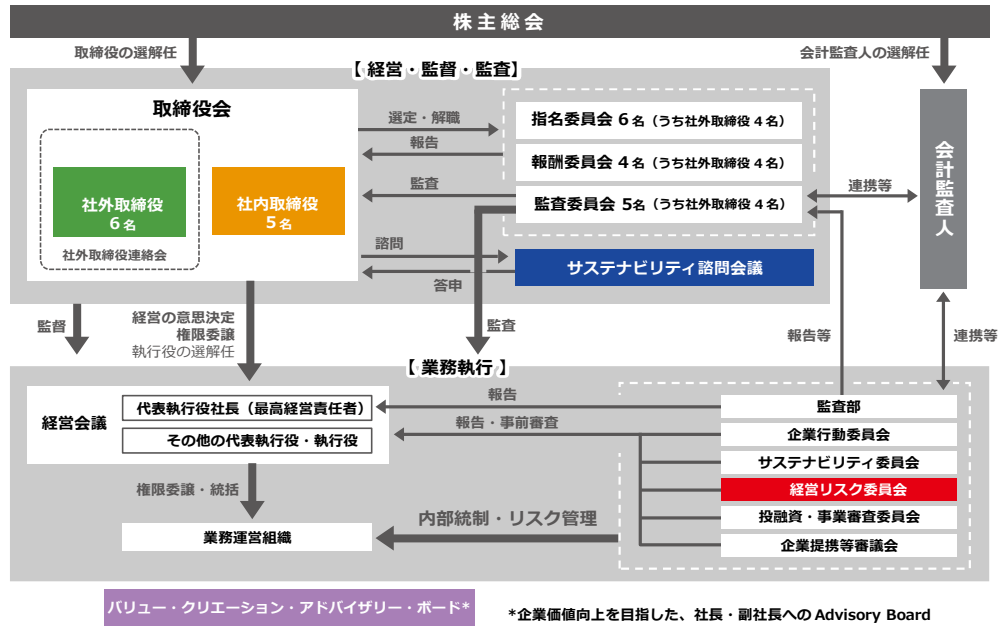 株主総会
取締役の選解任
会計監査人の選解任
【 経営・監督・監査】
取締役会
社外取締役
6名
社外取締役連絡会
社内取締役
5名
選定・解職
報告
監査
諮問
答申
指名委員会 6名（うち社外取締役4名）
報酬委員会 4名（うち社外取締役4名）
監査委員会 5名（うち社外取締役4名）
サステナビリティ諮問会議
連携等
会計監査人
監督
経営の意思決定
権限委譲
執行役の選解任
監査
報告等
連携等
【 業務執行 】
経営会議
代表執行役社長（最高経営責任者）
その他の代表執行役・執行役
報告
報告・事前審査
監査部
企業行動委員会
サステナビリティ委員会
経営リスク委員会
投融資・事業審査委員会
企業提携等審議会
権限委譲・統括
内部統制・リスク管理
業務運営組織
バリュー・クリエーション・アドバイザリー・ボード*
*企業価値向上を目指した、社長・副社長への Advisory Board